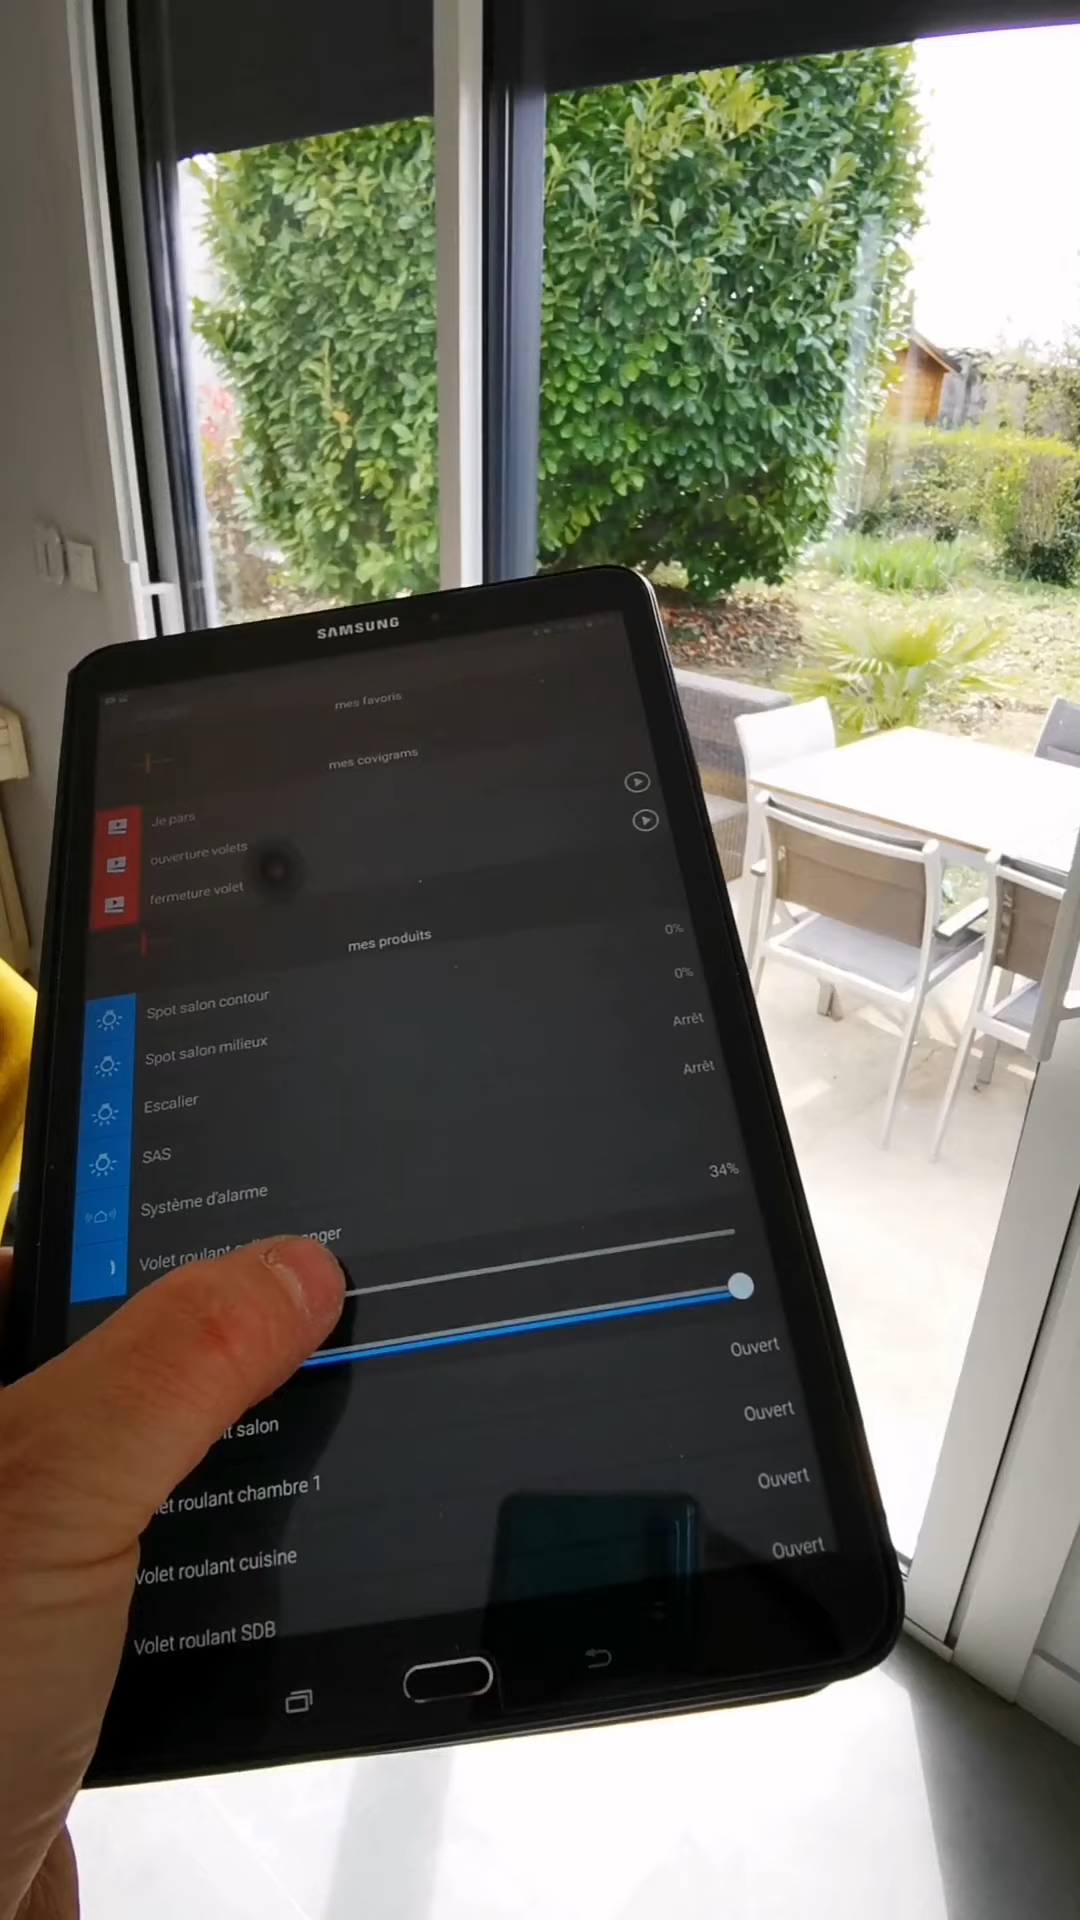 SAMSUNG
mes favoris
mes covigrams
Je pars
ouverture volets
fermeture volet
mes produits
Spot salon contour 0%
Spot salon milieux 0%
Escalier Arrêt
SAS Arrêt
Système d'alarme
Volet roulant 34%
Ouvert
salon Ouvert
roulant chambre 1 Ouvert
Volet roulant cuisine Ouvert
Volet roulant SDB